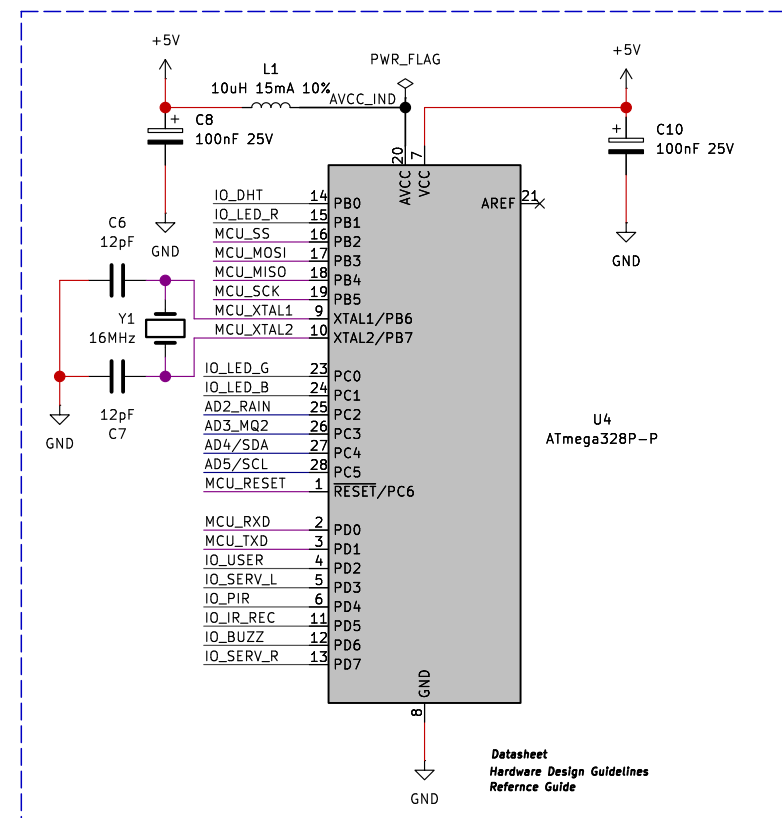 +5V
L1
10uH 15mA 10%
AVCC_IND
PWR_FLAG
+5V
+
C8
100nF 25V
+
C10
100nF 25V
GND
GND
20
7
AVCC
VCC
AREF
21
C6
12pF
Y1
16MHz
12pF
C7
GND
IO_DHT 14 PB0
IO_LED_R 15 PB1
MCU_SS 16 PB2
MCU_MOSI 17 PB3
MCU_MISO 18 PB4
MCU_SCK 19 PB5
MCU_XTAL1 9 XTAL1/PB6
MCU_XTAL2 10 XTAL2/PB7
IO_LED_G 23 PC0
IO_LED_B 24 PC1
AD2_RAIN 25 PC2
AD3_MQ2 26 PC3
AD4/SDA 27 PC4
AD5/SCL 28 PC5
MCU_RESET 1 RESET/PC6
MCU_RXD 2 PD0
MCU_TXD 3 PD1
IO_USER 4 PD2
IO_SERV_L 5 PD3
IO_PIR 6 PD4
IO_IR_REC 11 PD5
IO_BUZZ 12 PD6
IO_SERV_R 13 PD7
U4
ATmega328P-P
GND
8
GND
Datasheet
Hardware Design Guidelines
Refernce Guide